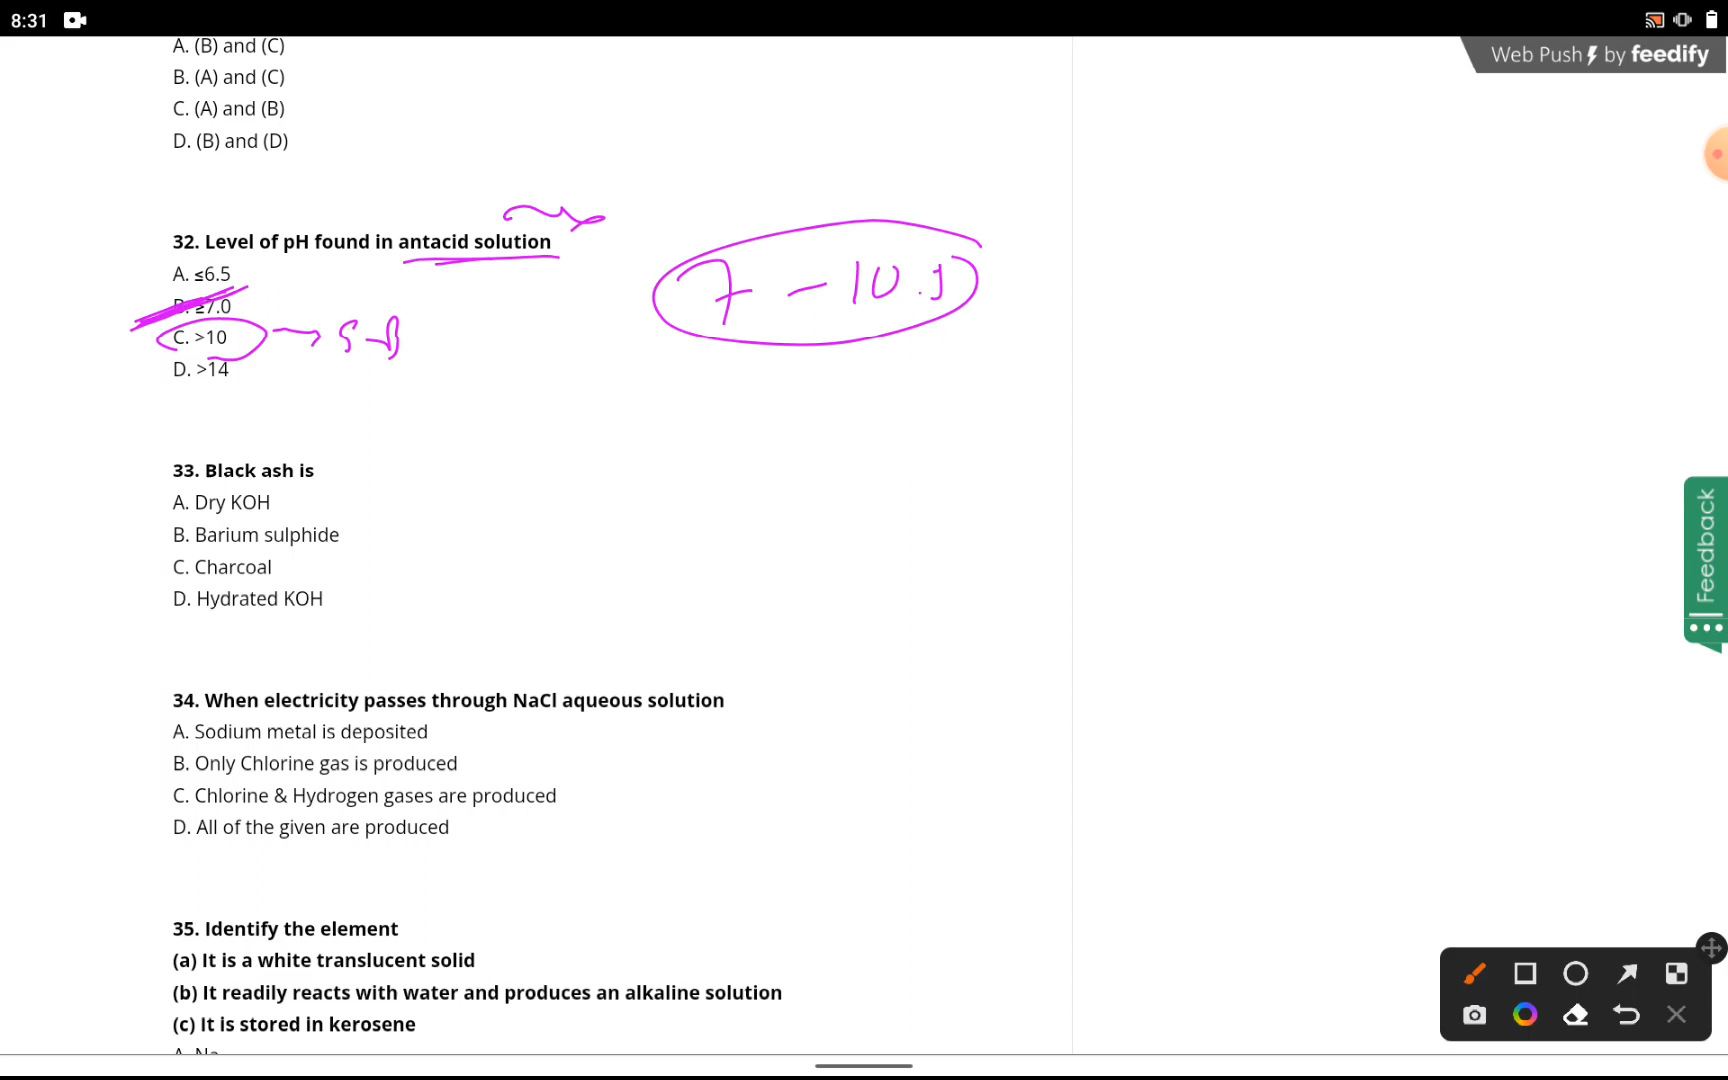 8:31
A. (B) and (C)
Web Push by feedify
B. (A) and (C)
C. (A) and (B)
D. (B) and (D)
32. Level of pH found in antacid solution
A. ≤6.5
B. ≥7.0
C. >10
D. >14
7 - 10.5
S-B
33. Black ash is
A. Dry KOH
B. Barium sulphide
C. Charcoal
D. Hydrated KOH
Feedback
34. When electricity passes through NaCl aqueous solution
A. Sodium metal is deposited
B. Only Chlorine gas is produced
C. Chlorine & Hydrogen gases are produced
D. All of the given are produced
35. Identify the element
(a) It is a white translucent solid
(b) It readily reacts with water and produces an alkaline solution
(c) It is stored in kerosene
A. Na